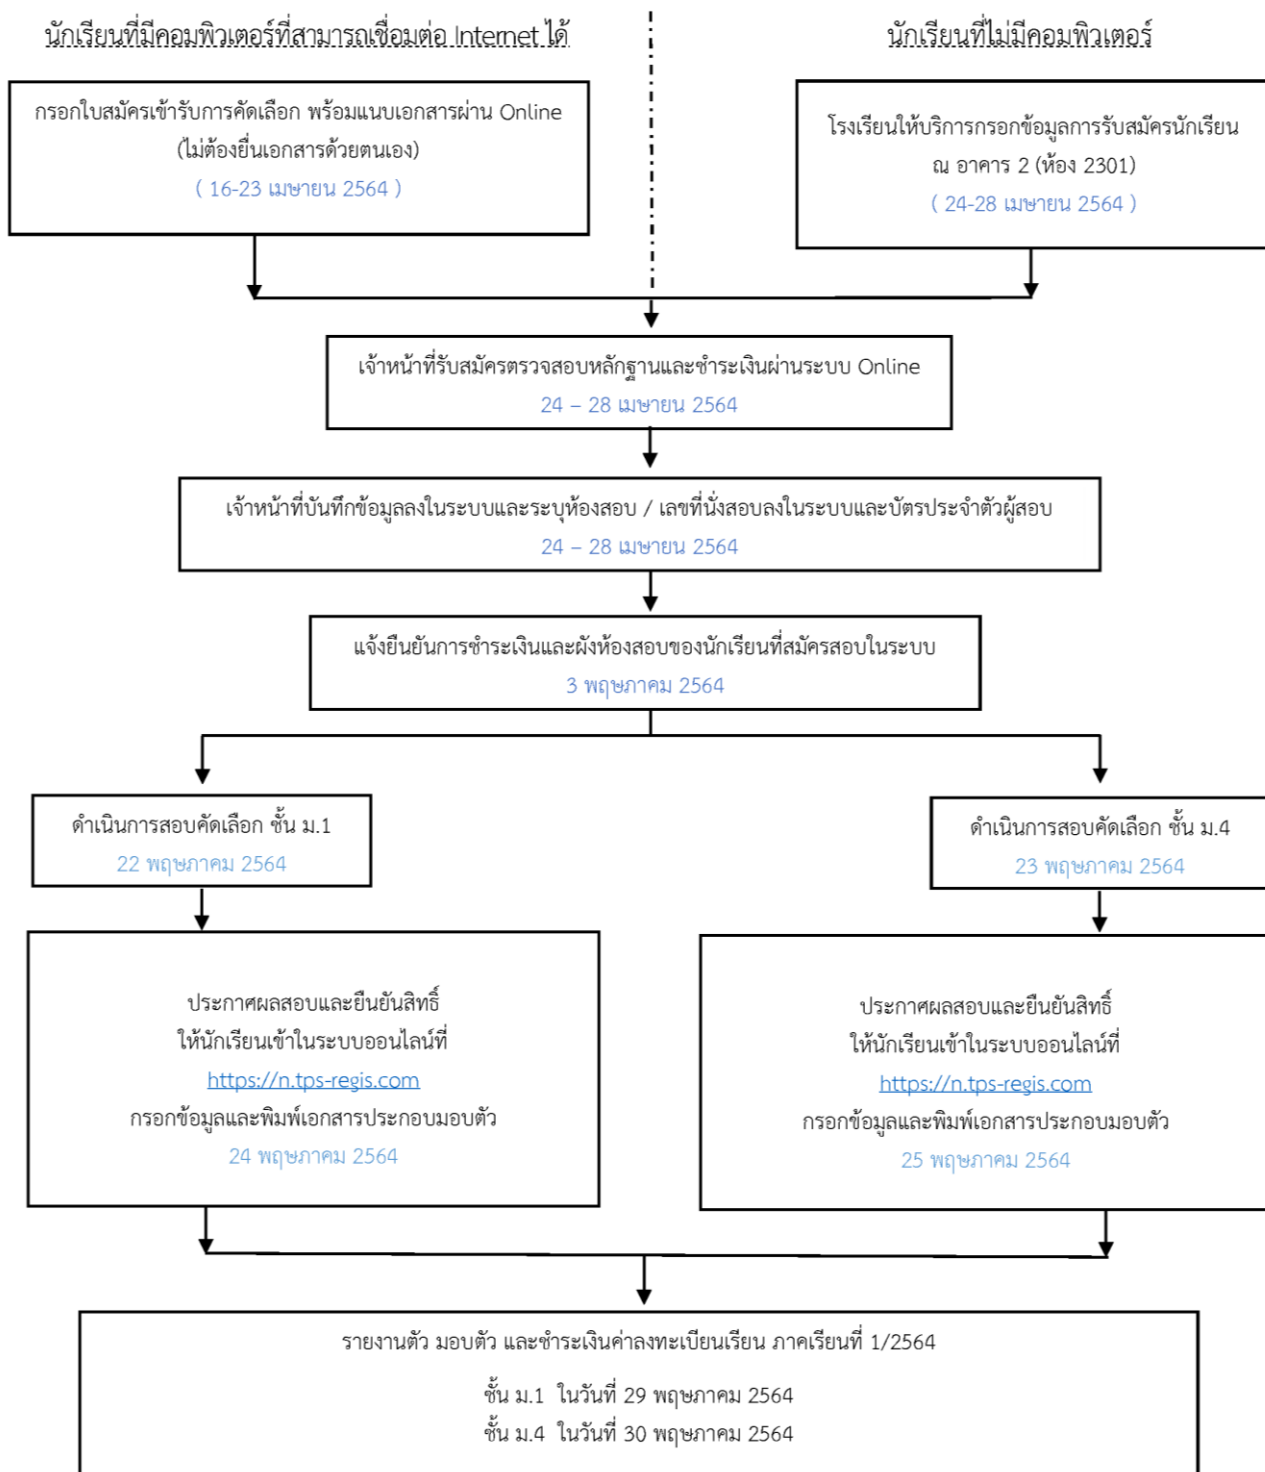 นักเรียนที่มีคอมพิวเตอร์ที่สามารถเชื่อมต่อ Internet ได้
นักเรียนที่ไม่มีคอมพิวเตอร์
กรอกใบสมัครเข้ารับการคัดเลือก พร้อมแนบเอกสารผ่าน Online
(ไม่ต้องยื่นเอกสารด้วยตนเอง)
( 16-23 เมษายน 2564 )
โรงเรียนให้บริการกรอกข้อมูลการรับสมัครนักเรียน
ณ อาคาร 2 (ห้อง 2301)
( 24-28 เมษายน 2564 )
เจ้าหน้าที่รับสมัครตรวจสอบหลักฐานและชำระเงินผ่านระบบ Online
24 – 28 เมษายน 2564
เจ้าหน้าที่บันทึกข้อมูลลงในระบบและระบุห้องสอบ / เลขที่นั่งสอบลงในระบบและบัตรประจำตัวผู้สอบ
24 – 28 เมษายน 2564
แจ้งยืนยันการชำระเงินและผังห้องสอบของนักเรียนที่สมัครสอบในระบบ
3 พฤษภาคม 2564
ดำเนินการสอบคัดเลือก ชั้น ม.1
22 พฤษภาคม 2564
ดำเนินการสอบคัดเลือก ชั้น ม.4
23 พฤษภาคม 2564
ประกาศผลสอบและยืนยันสิทธิ์
ให้นักเรียนเข้าในระบบออนไลน์ที่
https://n.tps-regis.com
กรอกข้อมูลและพิมพ์เอกสารประกอบมอบตัว
24 พฤษภาคม 2564
ประกาศผลสอบและยืนยันสิทธิ์
ให้นักเรียนเข้าในระบบออนไลน์ที่
https://n.tps-regis.com
กรอกข้อมูลและพิมพ์เอกสารประกอบมอบตัว
25 พฤษภาคม 2564
รายงานตัว มอบตัว และชำระเงินค่าลงทะเบียนเรียน ภาคเรียนที่ 1/2564
ชั้น ม.1 ในวันที่ 29 พฤษภาคม 2564
ชั้น ม.4 ในวันที่ 30 พฤษภาคม 2564